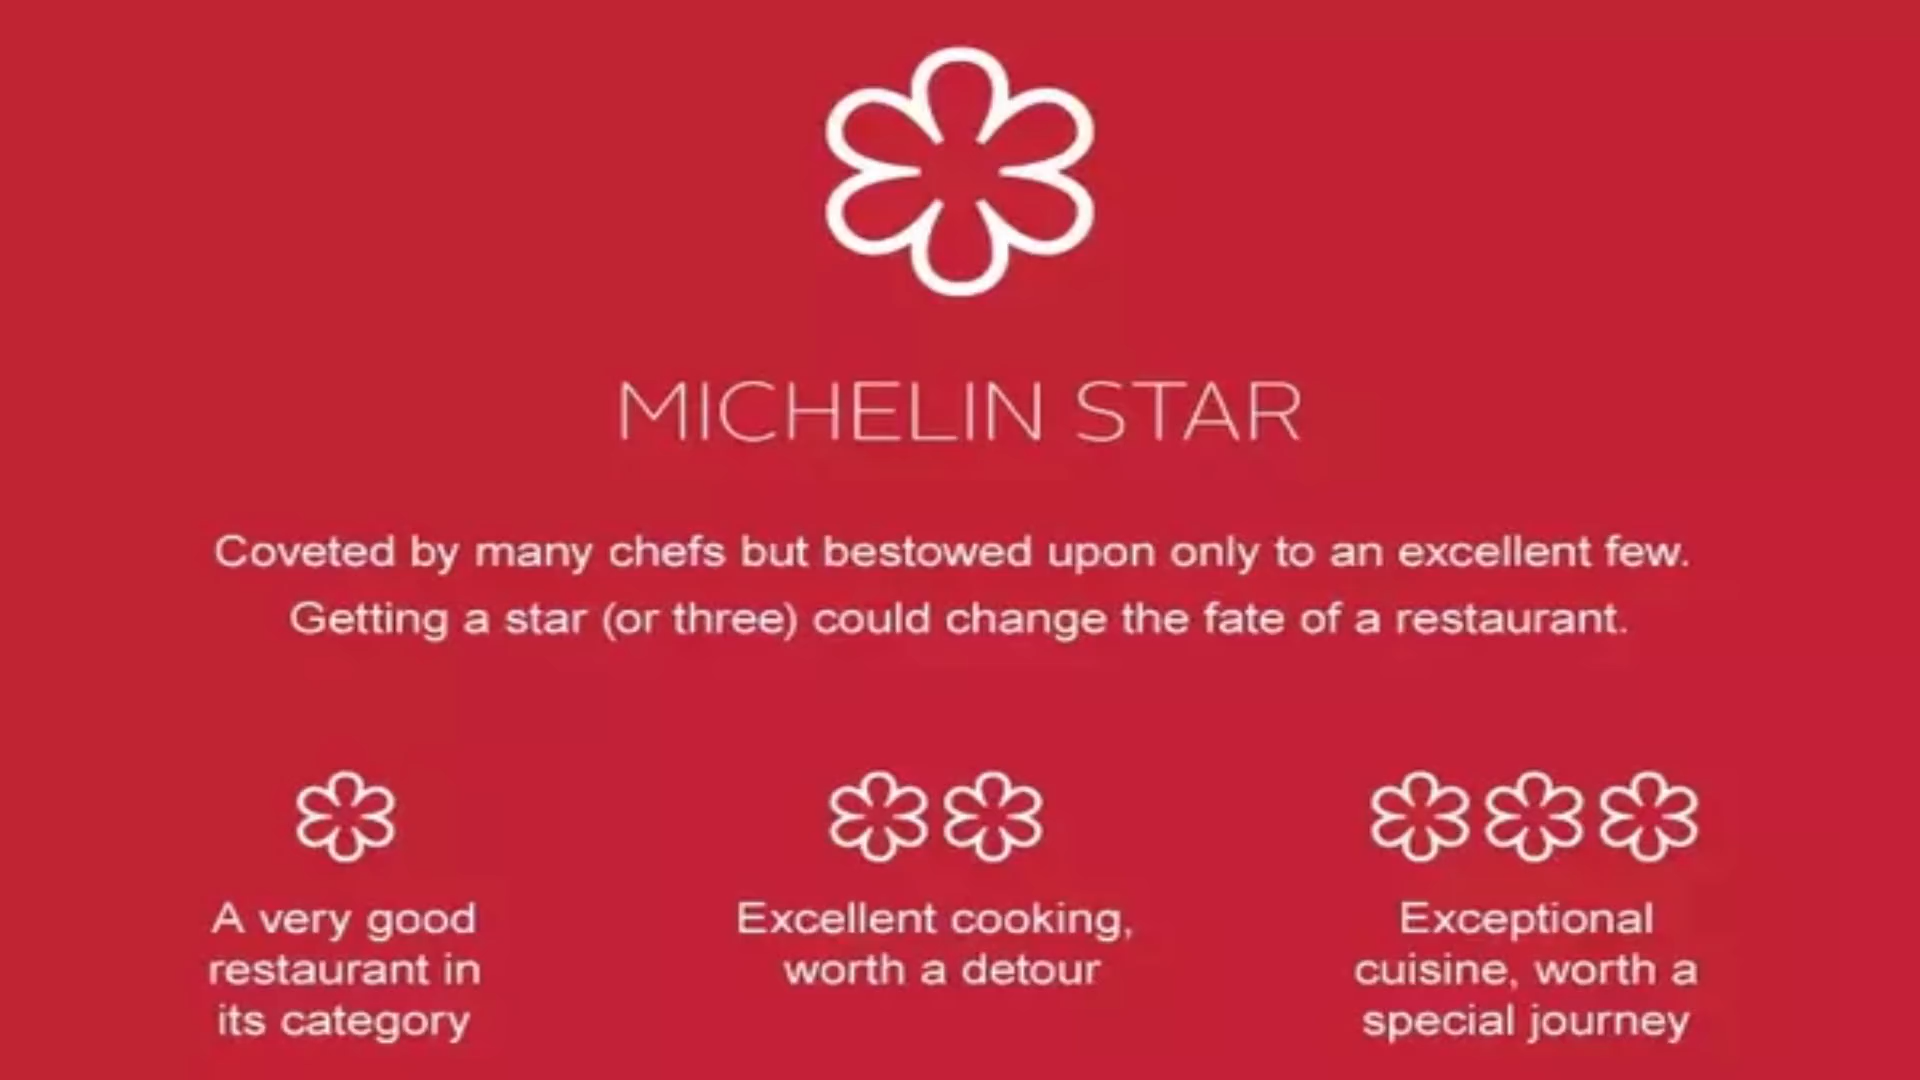 MICHELIN STAR
Coveted by many chefs but bestowed upon only to an excellent few.
Getting a star (or three) could change the fate of a restaurant.
A very good
restaurant in
its category
Excellent cooking,
worth a detour
Exceptional
cuisine, worth a
special journey